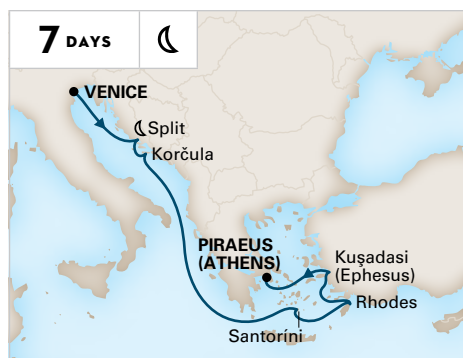 7 DAYS
VENICE
Split
Korčula
PIRAEUS
(ATHENS)
Kuşadasi
(Ephesus)
Rhodes
Santoríni